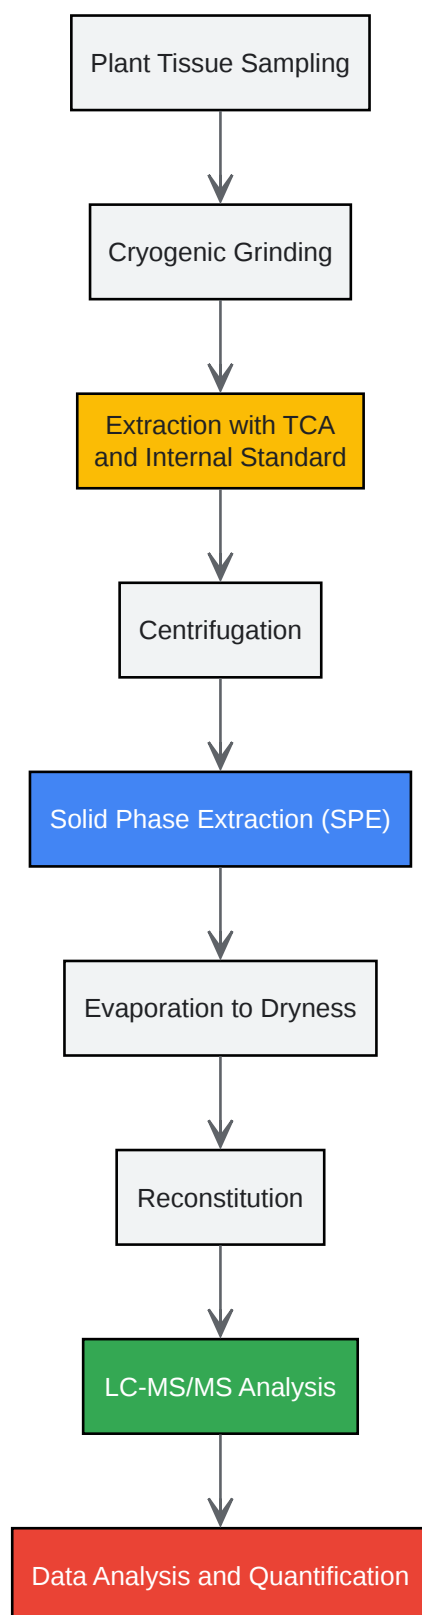 Plant Tissue Sampling
Cryogenic Grinding
Extraction with TCA
and Internal Standard
Centrifugation
Solid Phase Extraction (SPE)
Evaporation to Dryness
Reconstitution
LC-MS/MS Analysis
Data Analysis and Quantification